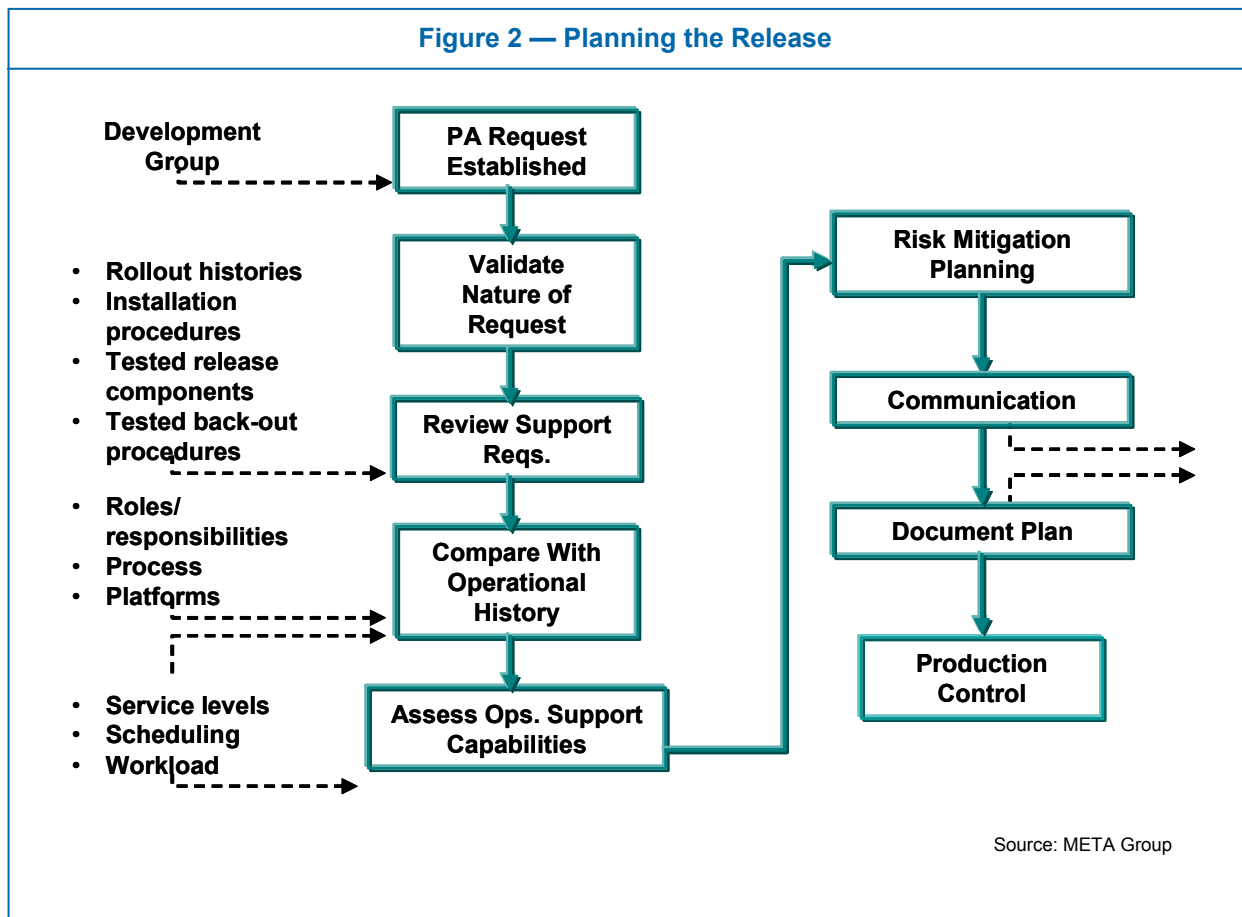 Figure 2 — Planning the Release
Development
Group
PA Request
Established
Validate
Nature of
Request
• Rollout histories
• Installation
procedures
• Tested release
components
• Tested back-out
procedures
Review Support
Reqs.
• Roles/
responsibilities
• Process
• Platforms
Compare With
Operational
History
• Service levels
• Scheduling
• Workload
Assess Ops. Support
Capabilities
Risk Mitigation
Planning
Communication
Document Plan
Production
Control
Source: META Group